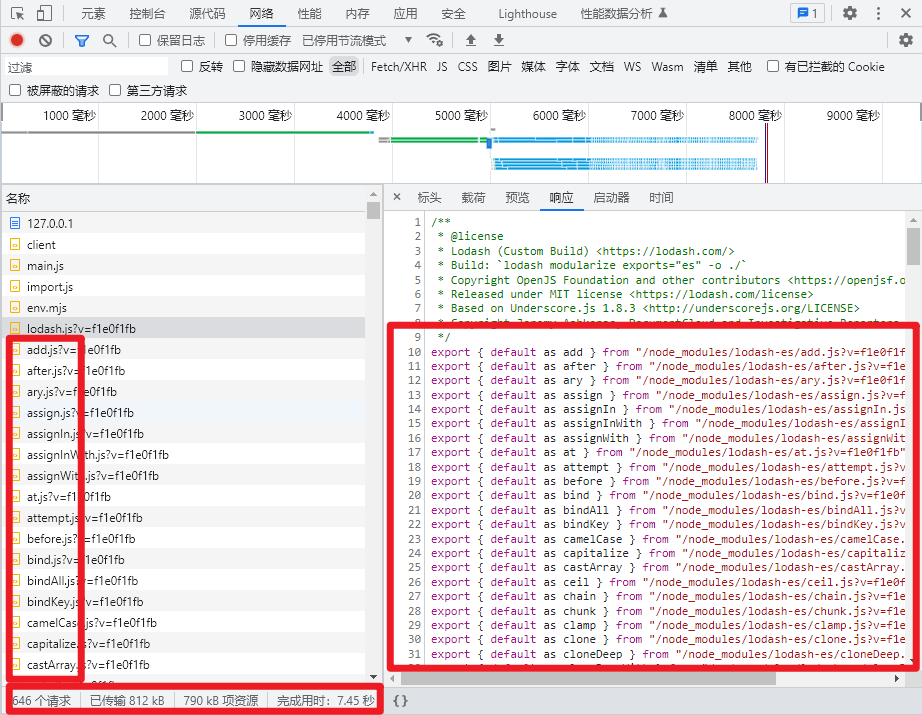 元素 控制台 源代码 网络 性能 内存 应用 安全 Lighthouse 性能数据分析 1
保留日志 停用缓存 已停用节流模式
过滤 反转 隐藏数据网址 全部 Fetch/XHR JS CSS 图片 媒体 字体 文档 WS Wasm 清单 其他 有已拦截的 Cookie
被屏蔽的请求 第三方请求
1000 毫秒 2000 毫秒 3000 毫秒 4000 毫秒 5000 毫秒 6000 毫秒 7000 毫秒 8000 毫秒 9000 毫秒
名称
127.0.0.1
client
main.js
import.js
env.mjs
lodash.js?v=f1e0f1fb
add.js?v=f1e0f1fb
after.js?v=f1e0f1fb
ary.js?v=f1e0f1fb
assign.js?v=f1e0f1fb
assignIn.js?v=f1e0f1fb
assignInWith.js?v=f1e0f1fb
assignWith.js?v=f1e0f1fb
at.js?v=f1e0f1fb
attempt.js?v=f1e0f1fb
before.js?v=f1e0f1fb
bind.js?v=f1e0f1fb
bindAll.js?v=f1e0f1fb
bindKey.js?v=f1e0f1fb
camelCase.js?v=f1e0f1fb
capitalize.js?v=f1e0f1fb
castArray.js?v=f1e0f1fb
646 个请求 已传输 812 kB 790 kB 项资源 完成用时：7.45 秒
× 标头 载荷 预览 响应 启动器 时间
1 /**
2 * @license
3 * Lodash (Custom Build) <https://lodash.com/>
4 * Build: `lodash modularize exports="es" -o ./`
5 * Copyright OpenJS Foundation and other contributors <https://openjsf.o
6 * Released under MIT license <https://lodash.com/license>
7 * Based on Underscore.js 1.8.3 <http://underscorejs.org/LICENSE>
8 * Copyright Jeremy Ashkenas, DocumentCloud and Investigative Reporters
9 */
10 export { default as add } from "/node_modules/lodash-es/add.js?v=f1e0f1f
11 export { default as after } from "/node_modules/lodash-es/after.js?v=f1e
12 export { default as ary } from "/node_modules/lodash-es/ary.js?v=f1e0f1f
13 export { default as assign } from "/node_modules/lodash-es/assign.js?v=f
14 export { default as assignIn } from "/node_modules/lodash-es/assignIn.js
15 export { default as assignInWith } from "/node_modules/lodash-es/assignI
16 export { default as assignWith } from "/node_modules/lodash-es/assignWit
17 export { default as at } from "/node_modules/lodash-es/at.js?v=f1e0f1fb"
18 export { default as attempt } from "/node_modules/lodash-es/attempt.js?v
19 export { default as before } from "/node_modules/lodash-es/before.js?v=f
20 export { default as bind } from "/node_modules/lodash-es/bind.js?v=f1e0f
21 export { default as bindAll } from "/node_modules/lodash-es/bindAll.js?v
22 export { default as bindKey } from "/node_modules/lodash-es/bindKey.js?v
23 export { default as camelCase } from "/node_modules/lodash-es/camelCase.
24 export { default as capitalize } from "/node_modules/lodash-es/capitaliz
25 export { default as castArray } from "/node_modules/lodash-es/castArray.
26 export { default as ceil } from "/node_modules/lodash-es/ceil.js?v=f1e0f
27 export { default as chain } from "/node_modules/lodash-es/chain.js?v=f1e
28 export { default as chunk } from "/node_modules/lodash-es/chunk.js?v=f1e
29 export { default as clamp } from "/node_modules/lodash-es/clamp.js?v=f1e
30 export { default as clone } from "/node_modules/lodash-es/clone.js?v=f1e
31 export { default as cloneDeep } from "/node_modules/lodash-es/cloneDeep.
{}